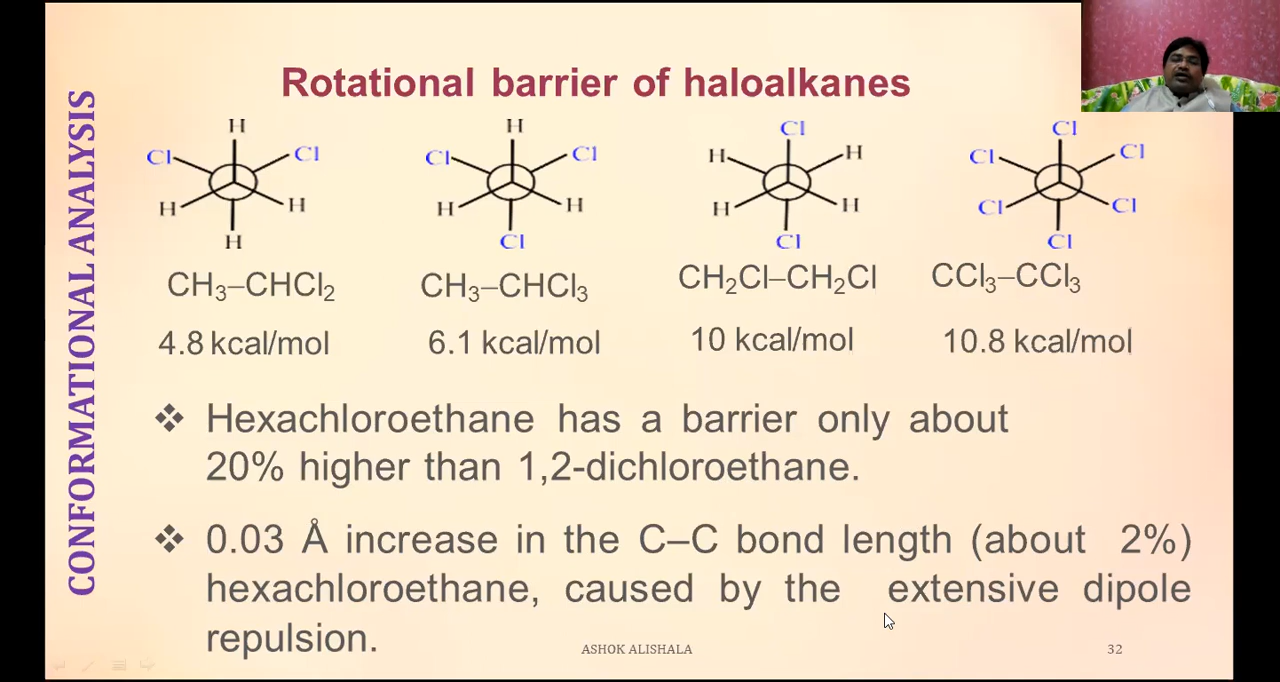 Rotational barrier of haloalkanes
CONFORMATIONAL ANALYSIS
H
Cl
Cl
H
H
H
H
Cl
Cl
H
H
Cl
Cl
H
H
H
H
Cl
Cl
Cl
Cl
Cl
Cl
Cl
CH₃–CHCl₂
CH₃–CHCl₃
CH₂Cl–CH₂Cl
CCl₃–CCl₃
4.8 kcal/mol
6.1 kcal/mol
10 kcal/mol
10.8 kcal/mol
❖ Hexachloroethane has a barrier only about
20% higher than 1,2-dichloroethane.
❖ 0.03 Å increase in the C–C bond length (about 2%)
hexachloroethane, caused by the extensive dipole
repulsion.
ASHOK ALISHALA
32